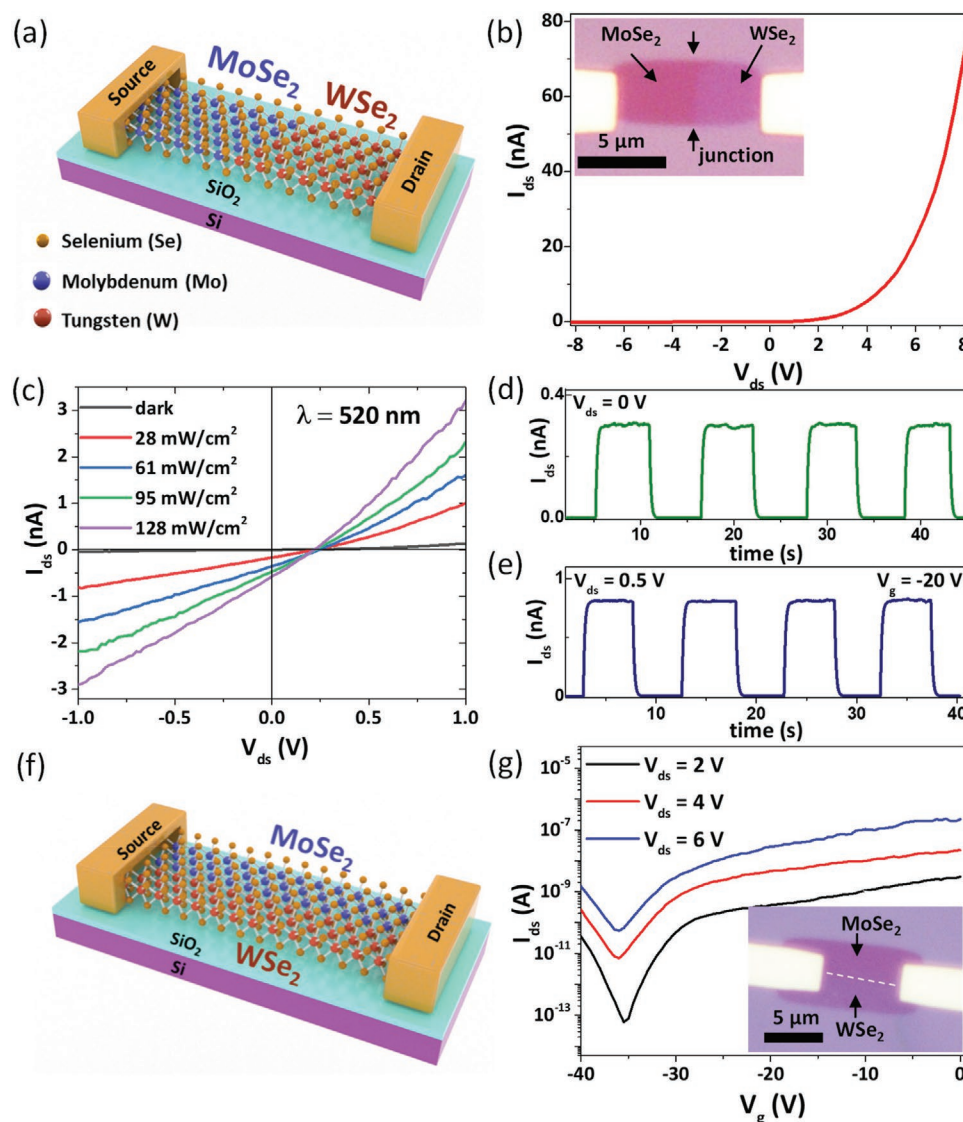 (a)
Source
MoSe2
WSe2
Drain
SiO2
Si
Selenium (Se)
Molybdenum (Mo)
Tungsten (W)
(b)
80
60
40
20
0
Ids (nA)
MoSe2
WSe2
5 μm
junction
-8 -6 -4 -2 0 2 4 6 8
Vds (V)
(c)
dark
28 mW/cm2
61 mW/cm2
95 mW/cm2
128 mW/cm2
λ = 520 nm
3
2
1
0
-1
-2
-3
Ids (nA)
-1.0 -0.5 0.0 0.5 1.0
Vds (V)
(d)
0.4
0.0
Ids (nA)
Vds = 0 V
10 20 30 40
time (s)
(e)
1
0
Ids (nA)
Vds = 0.5 V Vg = -20 V
10 20 30 40
time (s)
(f)
Source
MoSe2
Drain
SiO2
WSe2
Si
(g)
Vds = 2 V
Vds = 4 V
Vds = 6 V
10-5
10-7
10-9
10-11
10-13
Ids (A)
MoSe2
WSe2
5 μm
-40 -30 -20 -10 0
Vg (V)